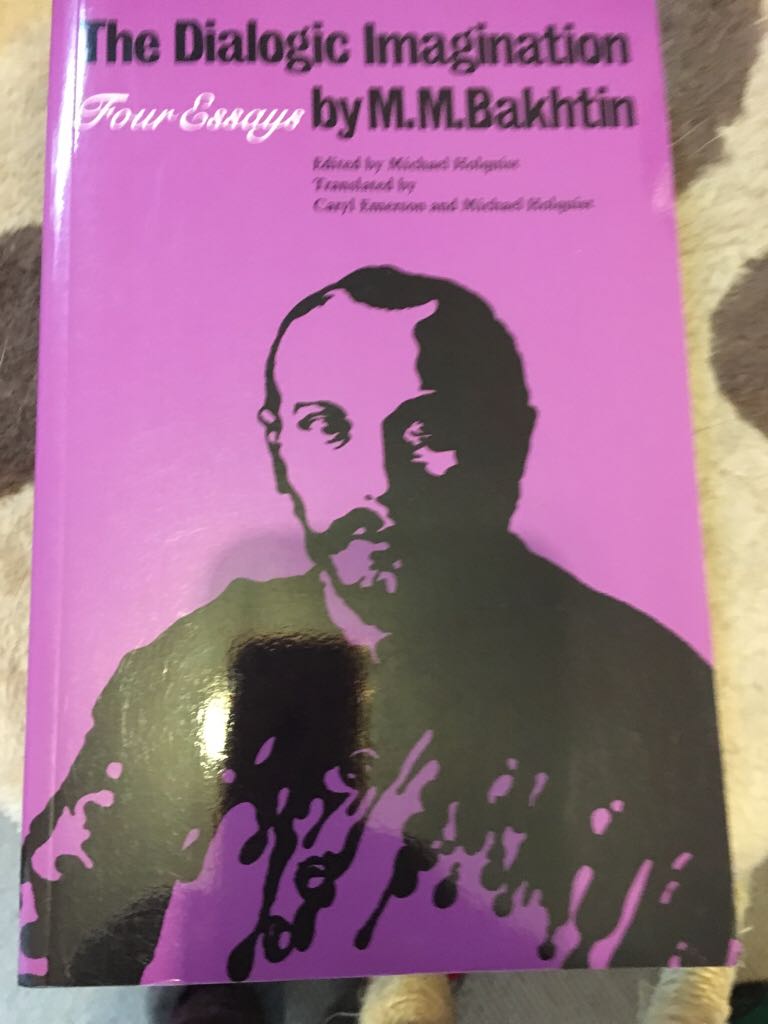 The Dialogic Imagination
Four Essays by M.M.Bakhtin
Edited by Michael Holquist
Translated by
Caryl Emerson and Michael Holquist